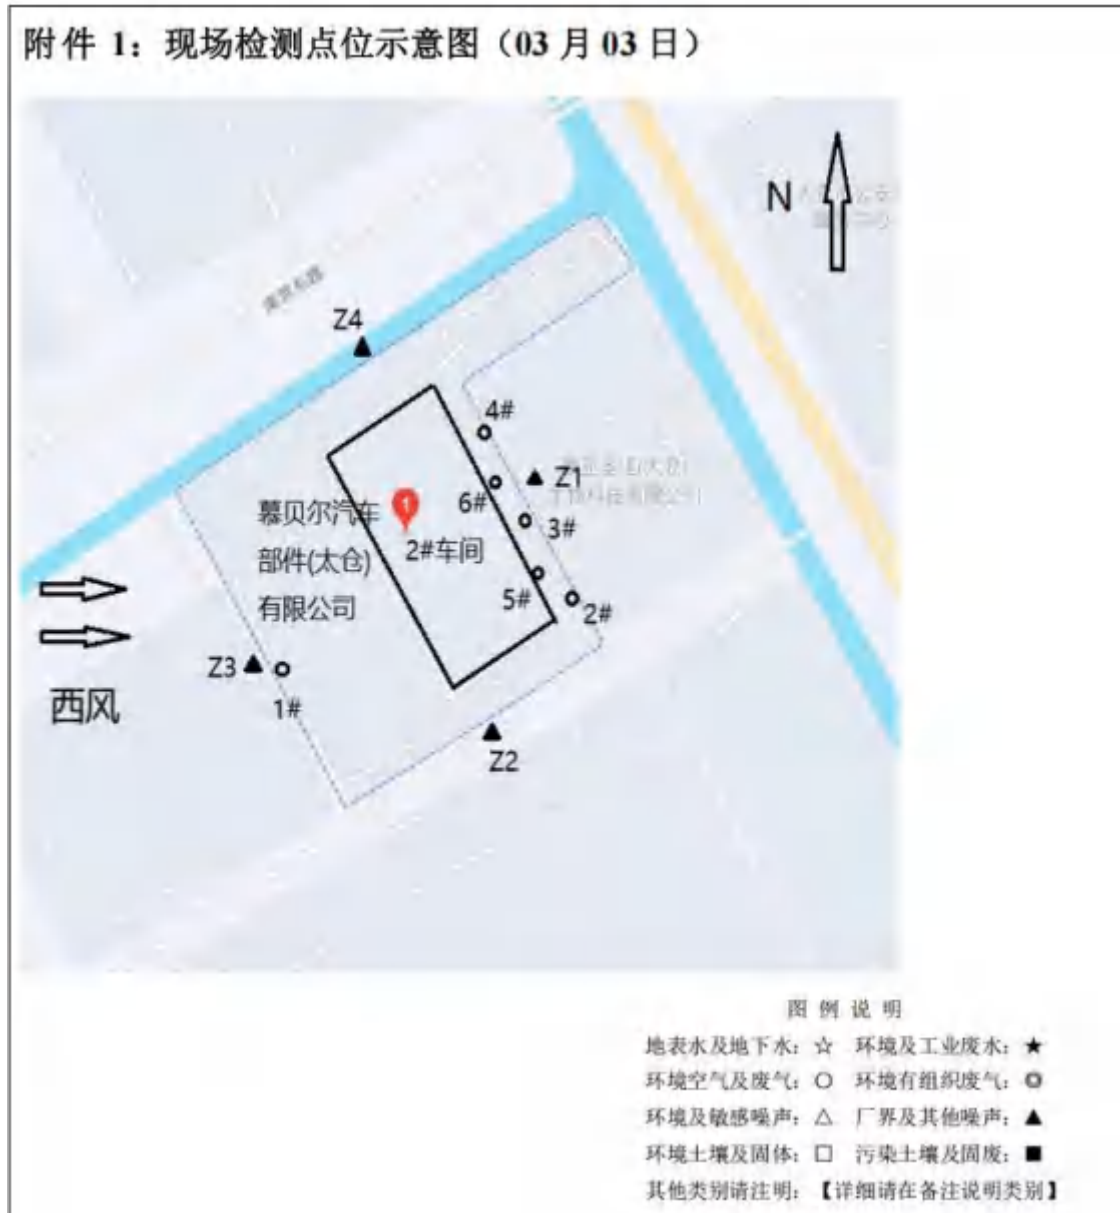 附件 1：现场检测点位示意图（03 月 03 日）
N
Z4
4#
Z1
6#
3#
慕贝尔汽车
部件(太仓)
有限公司
1
2#车间
5#
2#
Z3
1#
西风
Z2
图 例 说 明
地表水及地下水：☆ 环境及工业废水：★
环境空气及废气：○ 环境有组织废气：◎
环境及敏感噪声：△ 厂界及其他噪声：▲
环境土壤及固体：□ 污染土壤及固废：■
其他类别请注明：【详细请在备注说明类别】